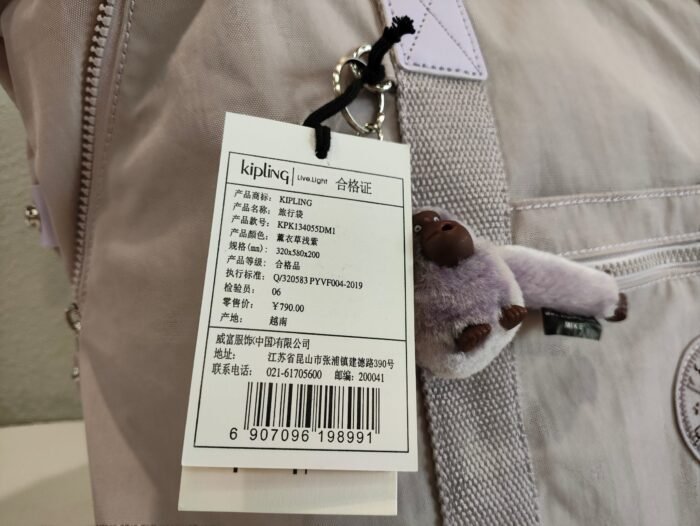 kipling Live.Light 合格证
产品商标: KIPLING
产品名称: 旅行袋
产品款号: KPK134055DM1
产品颜色: 薰衣草浅紫
规格(mm): 320x580x200
产品等级: 合格品
执行标准: Q/320583 PYVF004-2019
检验员: 06
零售价: ¥790.00
产地: 越南
威富服饰(中国)有限公司
地址: 江苏省昆山市张浦镇建德路390号
联系电话: 021-61705600 邮编: 200041
6 907096 198991